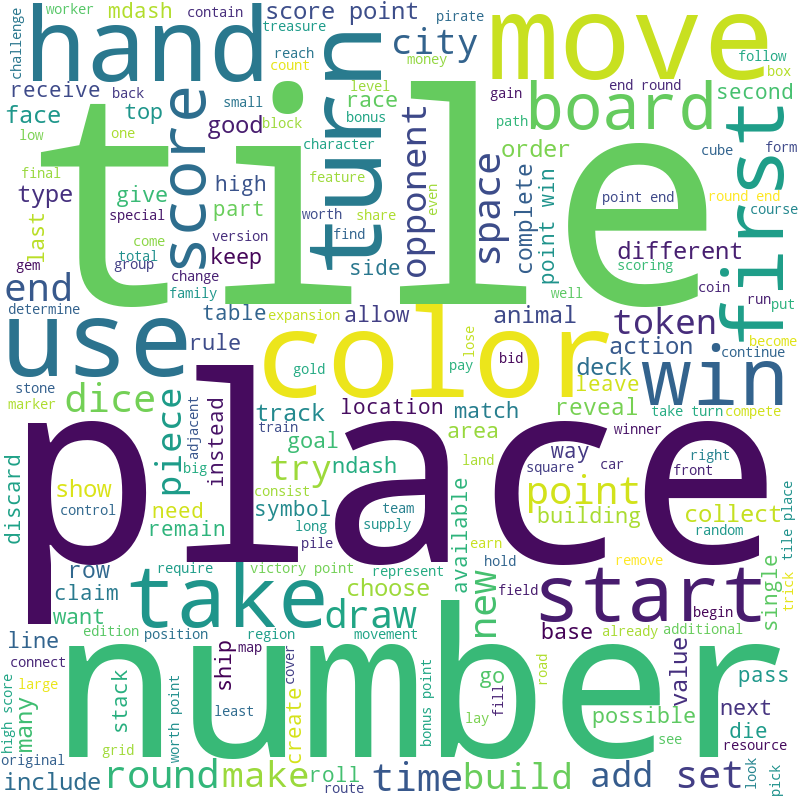 challenge
worker
mdash
contain
score point
pirate
hand
move
treasure
reach
city
follow
receive
back
turn
count
level
money
gain
end round
box
face
top
score
small
race
board
second
low
one
good
block
bonus
path
cube
form
tile
character
opponent
order
first
final
feature
last
type
give
high
space
complete
point win
point end
round end
special
part
worth
share
even
course
come
version
find
different
total
keep
side
scoring
gem
group
change
end
family
well
coin
run
put
determine
table
expansion
allow
animal
token
become
use
rule
color
lose
action
continue
win
stone
gold
pay
bid
deck
leave
marker
dice
piece
adjacent
instead
train
track
location
match
reveal
take turn
compete
big
goal
area
way
winner
discard
place
try
ndash
land
square
car
right
front
show
consist
point
control
need
symbol
team
available
building
collect
random
tile place
remain
long
supply
earn
hold
remove
trick
row
require
pile
victory point
represent
new
field
start
single
claim
take
choose
want
draw
begin
edition
position
region
movement
base
already
additional
line
number
map
cover
ship
value
connect
go
fill
road
pass
large
stack
least
bonus point
lay
possible
next
high score
many
worth point
create
see
die
grid
resource
original
include
round
make
roll
route
time
build
add
set
look
pick